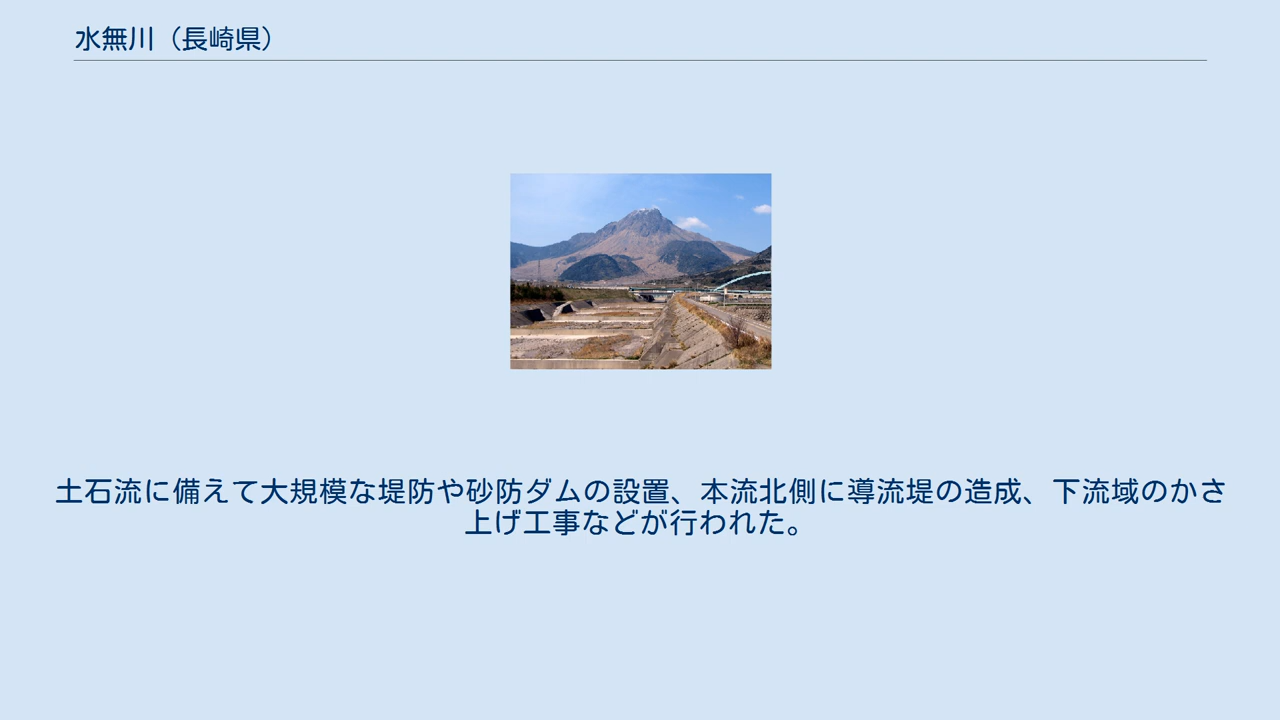 水無川（長崎県）
土石流に備えて大規模な堤防や砂防ダムの設置、本流北側に導流堤の造成、下流域のかさ
上げ工事などが行われた。